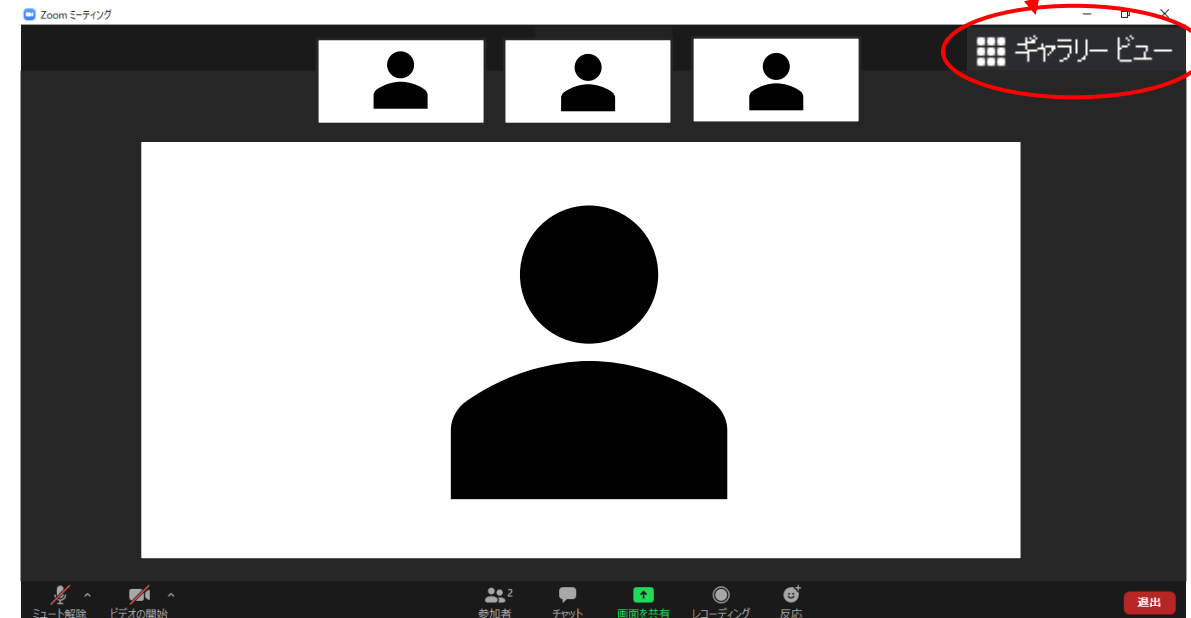 Zoom ミーティング
ギャラリー ビュー
ミュート解除
ビデオの開始
2
参加者
チャット
画面を共有
レコーディング
反応
退出